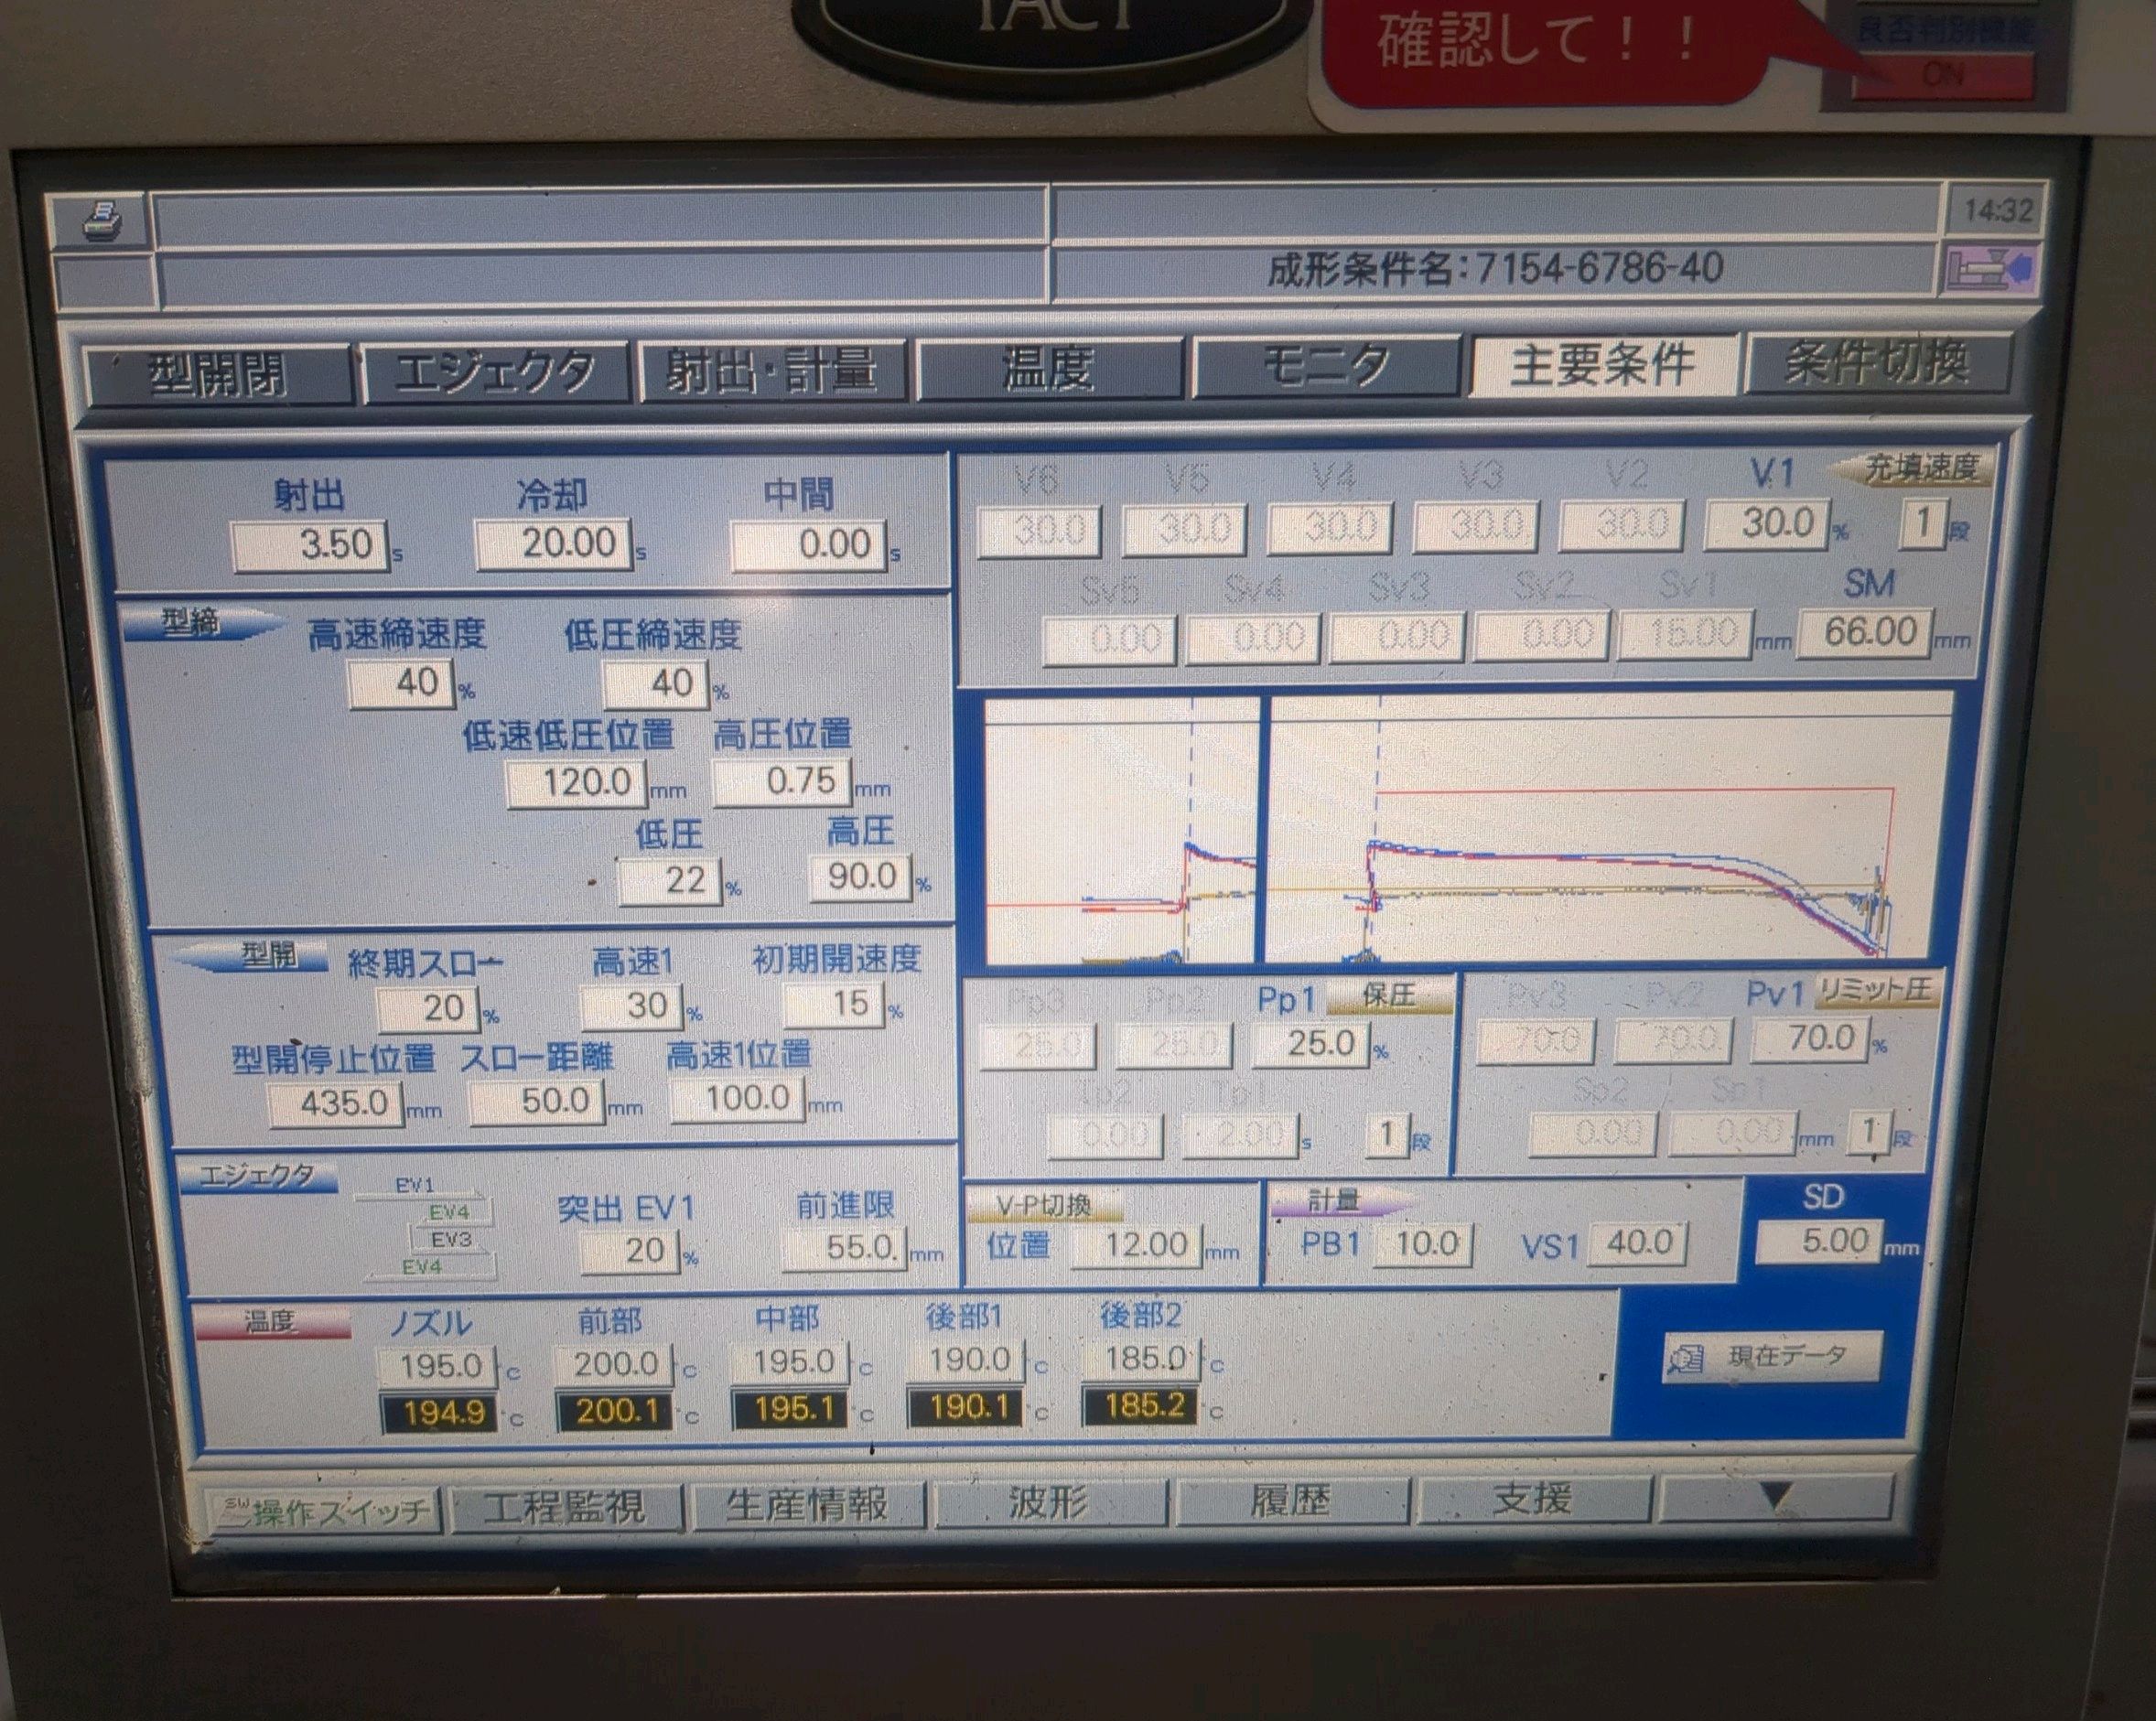 TACT
確認して！！
良否判別機能
ON
14:32
成形条件名：7154-6786-40
型開閉 エジェクタ 射出・計量 温度 モニタ 主要条件 条件切換
射出 冷却 中間
3.50 s 20.00 s 0.00 s
型締 高速締速度 低圧締速度
40 % 40 %
低速低圧位置 高圧位置
120.0 mm 0.75 mm
低圧 高圧
22 % 90.0 %
型開 終期スロー 高速1 初期開速度
20 % 30 % 15 %
型開停止位置 スロー距離 高速1位置
435.0 mm 50.0 mm 100.0 mm
エジェクタ EV1 EV4 EV3 EV4
突出 EV1 前進限
20 % 55.0 mm
V6 V5 V4 V3 V2 V1 充填速度
30.0 30.0 30.0 30.0 30.0 30.0 % 1 段
Sv5 Sv4 Sv3 Sv2 Sv1 SM
0.00 0.00 0.00 0.00 15.00 mm 66.00 mm
Pp3 Pp2 Pp1 保圧
25.0 25.0 25.0 %
Tp2 Tp1
0.00 2.00 s 1 段
Pv3 Pv2 Pv1 リミット圧
70.0 70.0 70.0 %
Sp2 Sp1
0.00 0.00 mm 1 段
V-P切換
位置 12.00 mm
計量
PB1 10.0 VS1 40.0
SD
5.00 mm
温度 ノズル 前部 中部 後部1 後部2
195.0 °C 200.0 °C 195.0 °C 190.0 °C 185.0 °C
194.9 °C 200.1 °C 195.1 °C 190.1 °C 185.2 °C
現在データ
SW 操作スイッチ 工程監視 生産情報 波形 履歴 支援 ▼